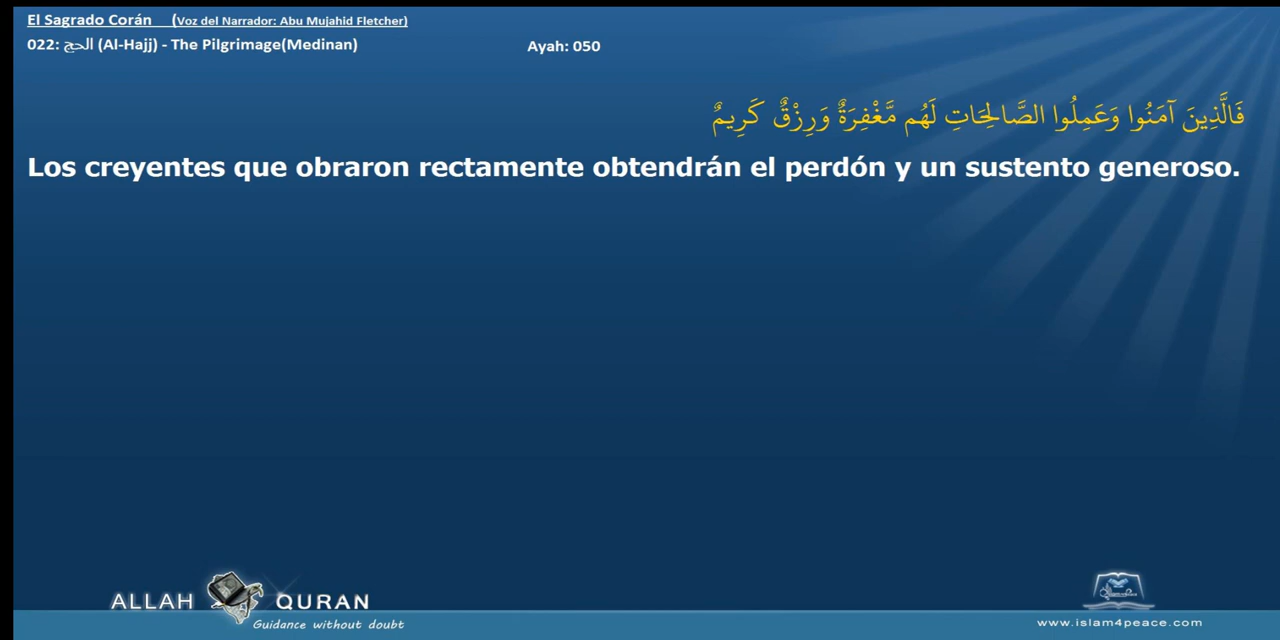 El Sagrado Corán (Voz del Narrador: Abu Mujahid Fletcher)
022: الحج (Al-Hajj) - The Pilgrimage(Medinan)
Ayah: 050
فَالَّذِينَ آمَنُوا وَعَمِلُوا الصَّالِحَاتِ لَهُم مَّغْفِرَةٌ وَرِزْقٌ كَرِيمٌ
Los creyentes que obraron rectamente obtendrán el perdón y un sustento generoso.
ALLAH QURAN
Guidance without doubt
www.islam4peace.com